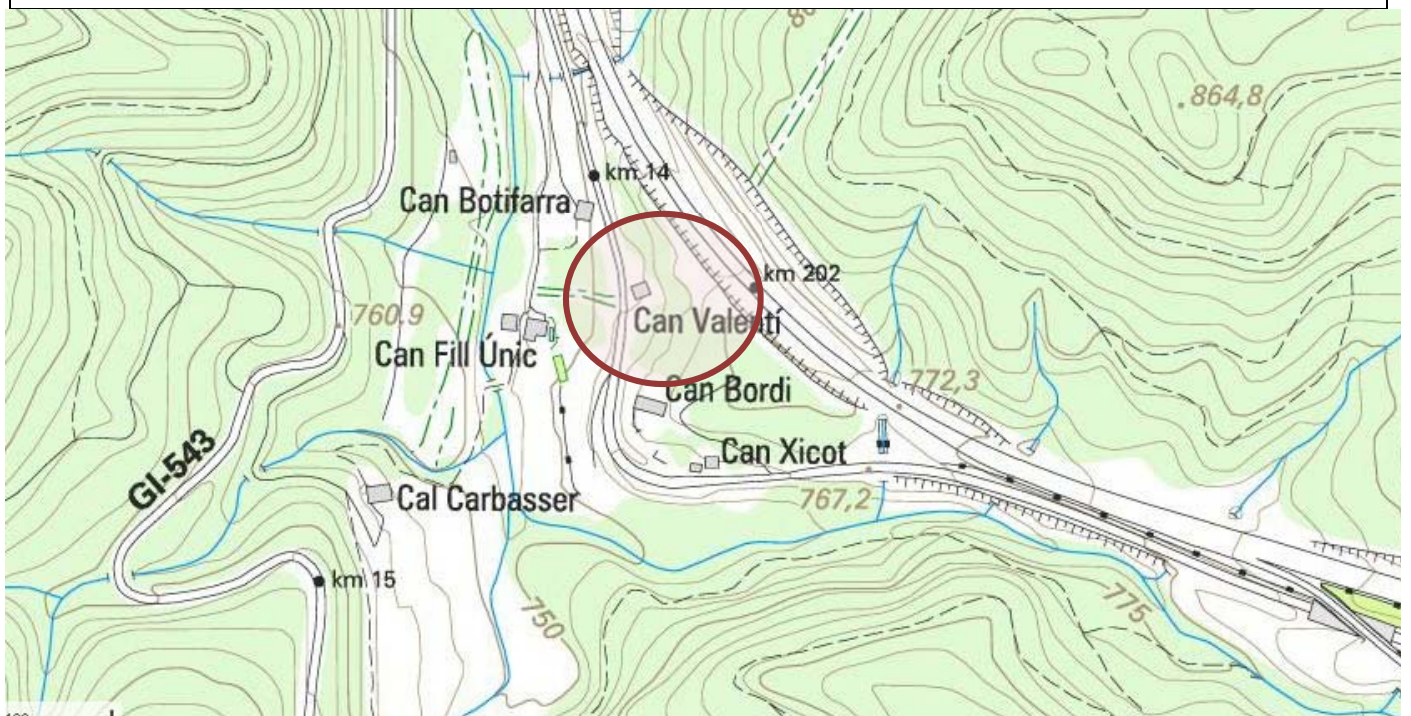 864,8
km 14
Can Botifarra
km 202
760.9
Can Valentí
Can Fill Únic
772,3
Can Bordi
GI-543
Can Xicot
Cal Carbasser
767,2
km 15
750
775